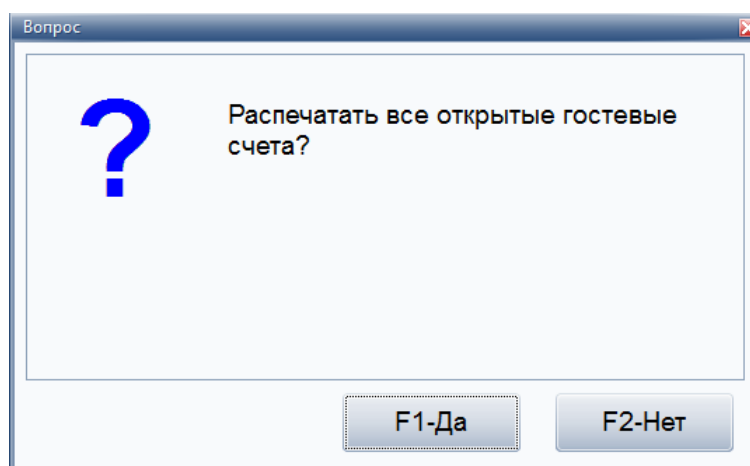 Вопрос
Распечатать все открытые гостевые
счета?
F1-Да
F2-Нет